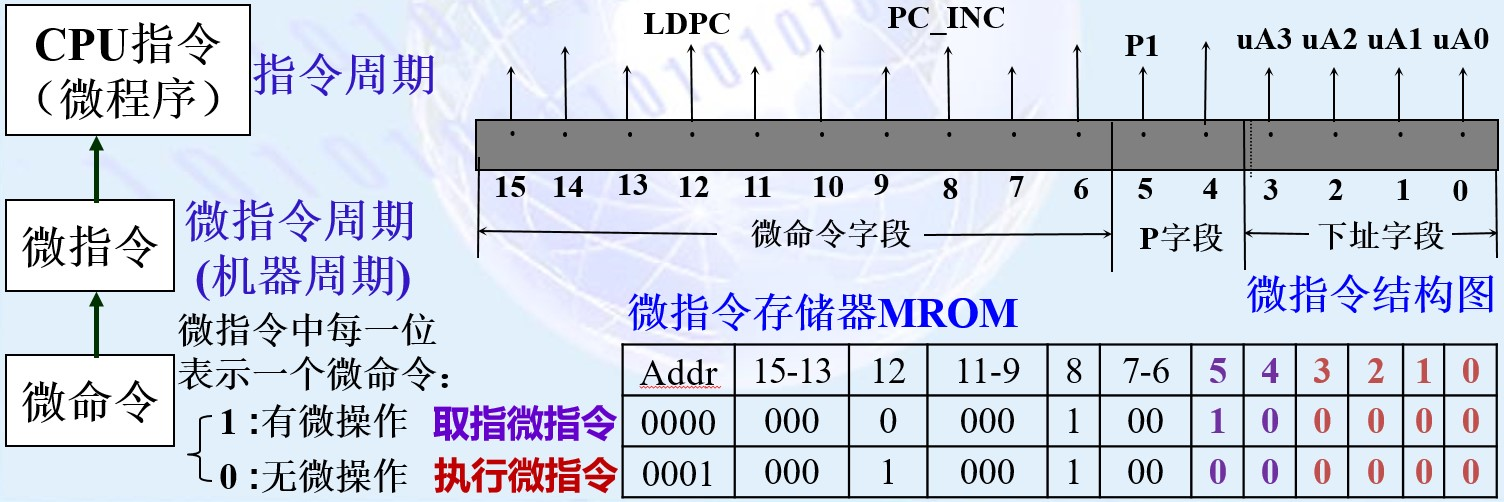 CPU指令
（微程序）
指令周期
微指令
微指令周期
(机器周期)
微命令
微指令中每一位
表示一个微命令：
1 :有微操作
0 :无微操作
LDPC PC_INC P1 uA3 uA2 uA1 uA0
15 14 13 12 11 10 9 8 7 6 5 4 3 2 1 0
微命令字段 P字段 下址字段
微指令结构图
微指令存储器MROM
Addr 15-13 12 11-9 8 7-6 5 4 3 2 1 0
取指微指令 0000 000 0 000 1 00 1 0 0 0 0 0
执行微指令 0001 000 1 000 1 00 0 0 0 0 0 0